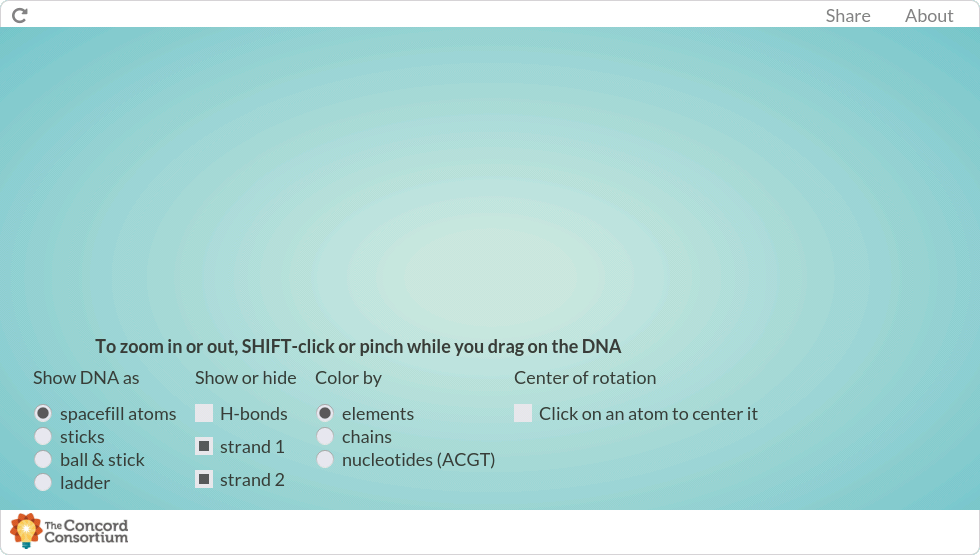 Share About
To zoom in or out, SHIFT-click or pinch while you drag on the DNA
Show DNA as
spacefill atoms
sticks
ball & stick
ladder
Show or hide
H-bonds
strand 1
strand 2
Color by
elements
chains
nucleotides (ACGT)
Center of rotation
Click on an atom to center it
The Concord
Consortium